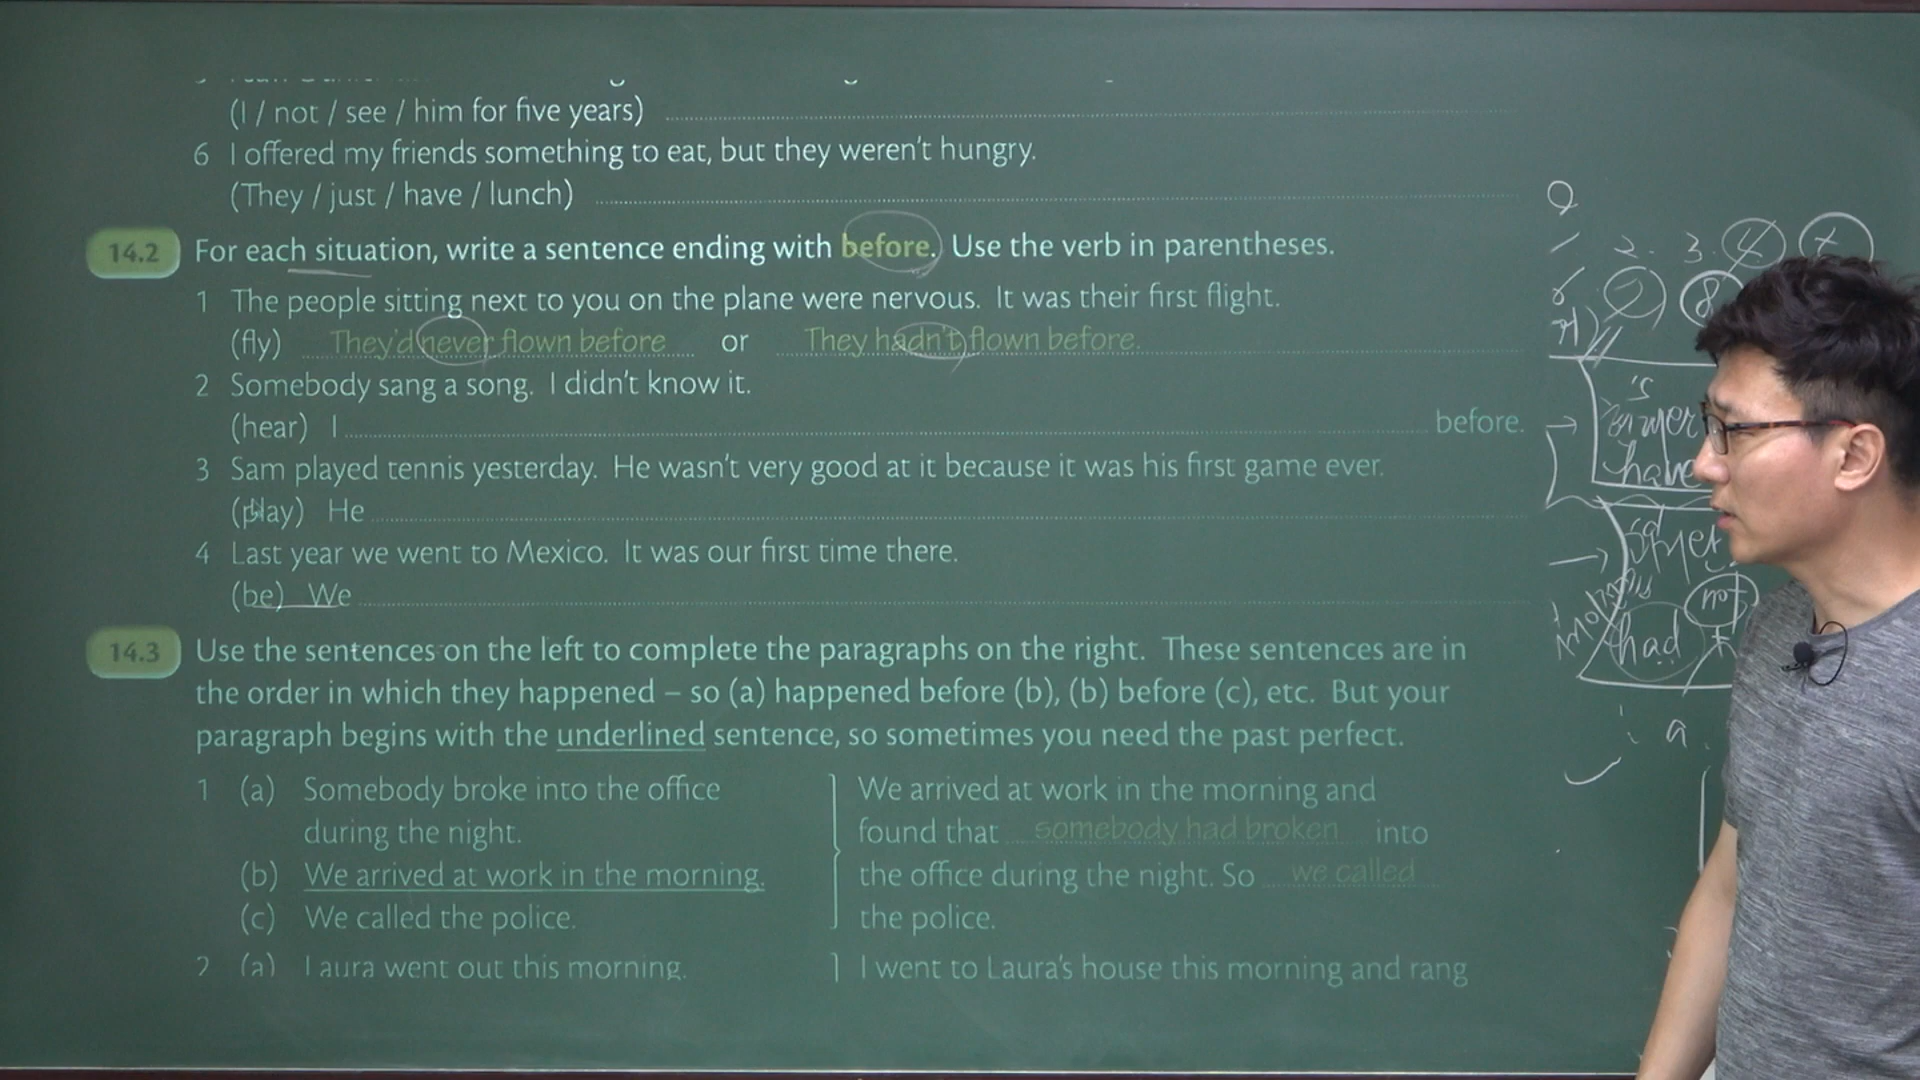 (I / not / see / him for five years)
6 I offered my friends something to eat, but they weren't hungry.
(They / just / have / lunch)
14.2 For each situation, write a sentence ending with before. Use the verb in parentheses.
1 The people sitting next to you on the plane were nervous. It was their first flight.
(fly) They'd never flown before or They hadn't flown before.
2 Somebody sang a song. I didn't know it.
(hear) I before.
3 Sam played tennis yesterday. He wasn't very good at it because it was his first game ever.
(play) He
4 Last year we went to Mexico. It was our first time there.
(be) We
14.3 Use the sentences on the left to complete the paragraphs on the right. These sentences are in
the order in which they happened – so (a) happened before (b), (b) before (c), etc. But your
paragraph begins with the underlined sentence, so sometimes you need the past perfect.
1 (a) Somebody broke into the office
during the night.
(b) We arrived at work in the morning.
(c) We called the police.
We arrived at work in the morning and
found that somebody had broken into
the office during the night. So we called
the police.
2 (a) Laura went out this morning.
I went to Laura's house this morning and rang
2. 3. 4
8
's
have
not
had
a.